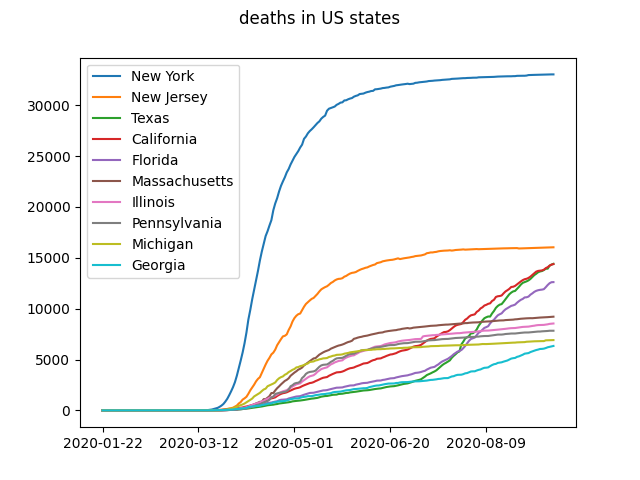 deaths in US states
New York
New Jersey
Texas
California
Florida
Massachusetts
Illinois
Pennsylvania
Michigan
Georgia
30000
25000
20000
15000
10000
5000
0
2020-01-22 2020-03-12 2020-05-01 2020-06-20 2020-08-09